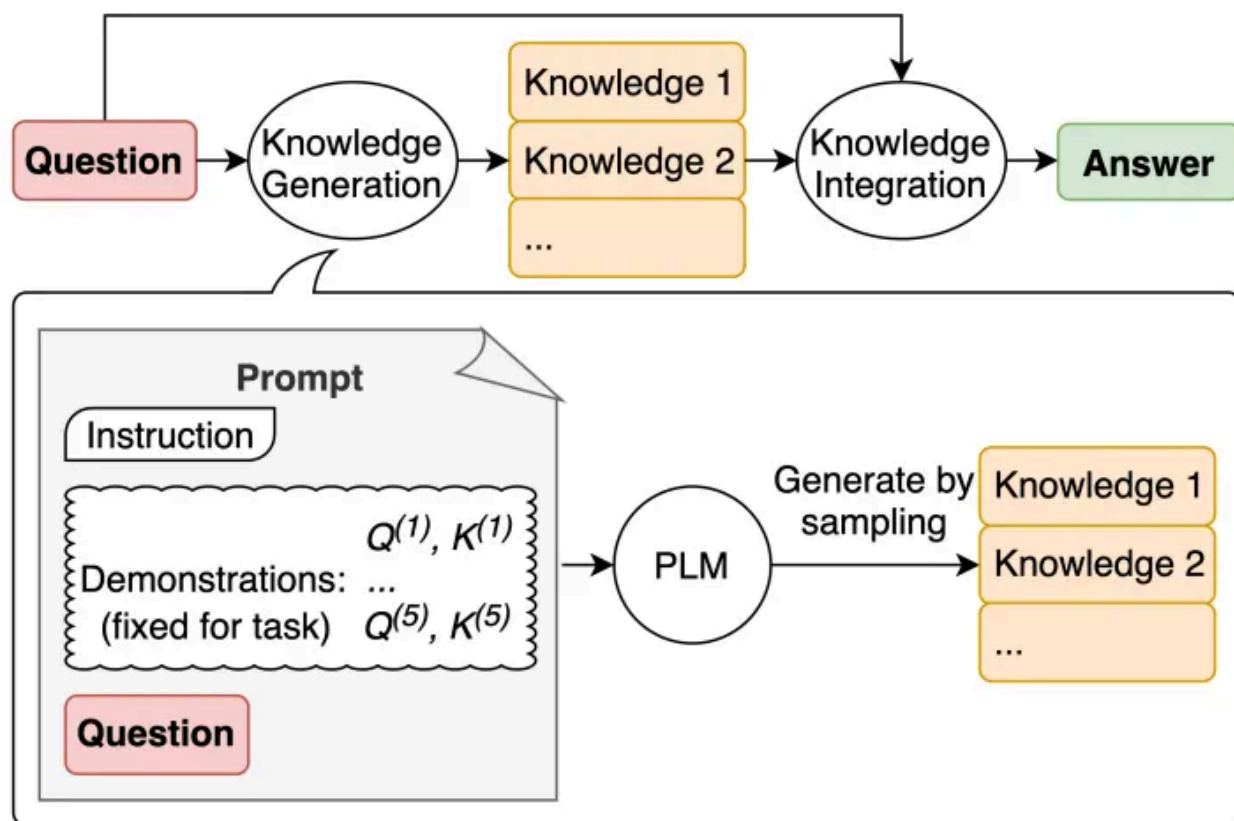 Question
Knowledge
Generation
Knowledge 1
Knowledge 2
...
Knowledge
Integration
Answer
Prompt
Instruction
Demonstrations:
(fixed for task)
Q(1), K(1)
...
Q(5), K(5)
Question
PLM
Generate by
sampling
Knowledge 1
Knowledge 2
...